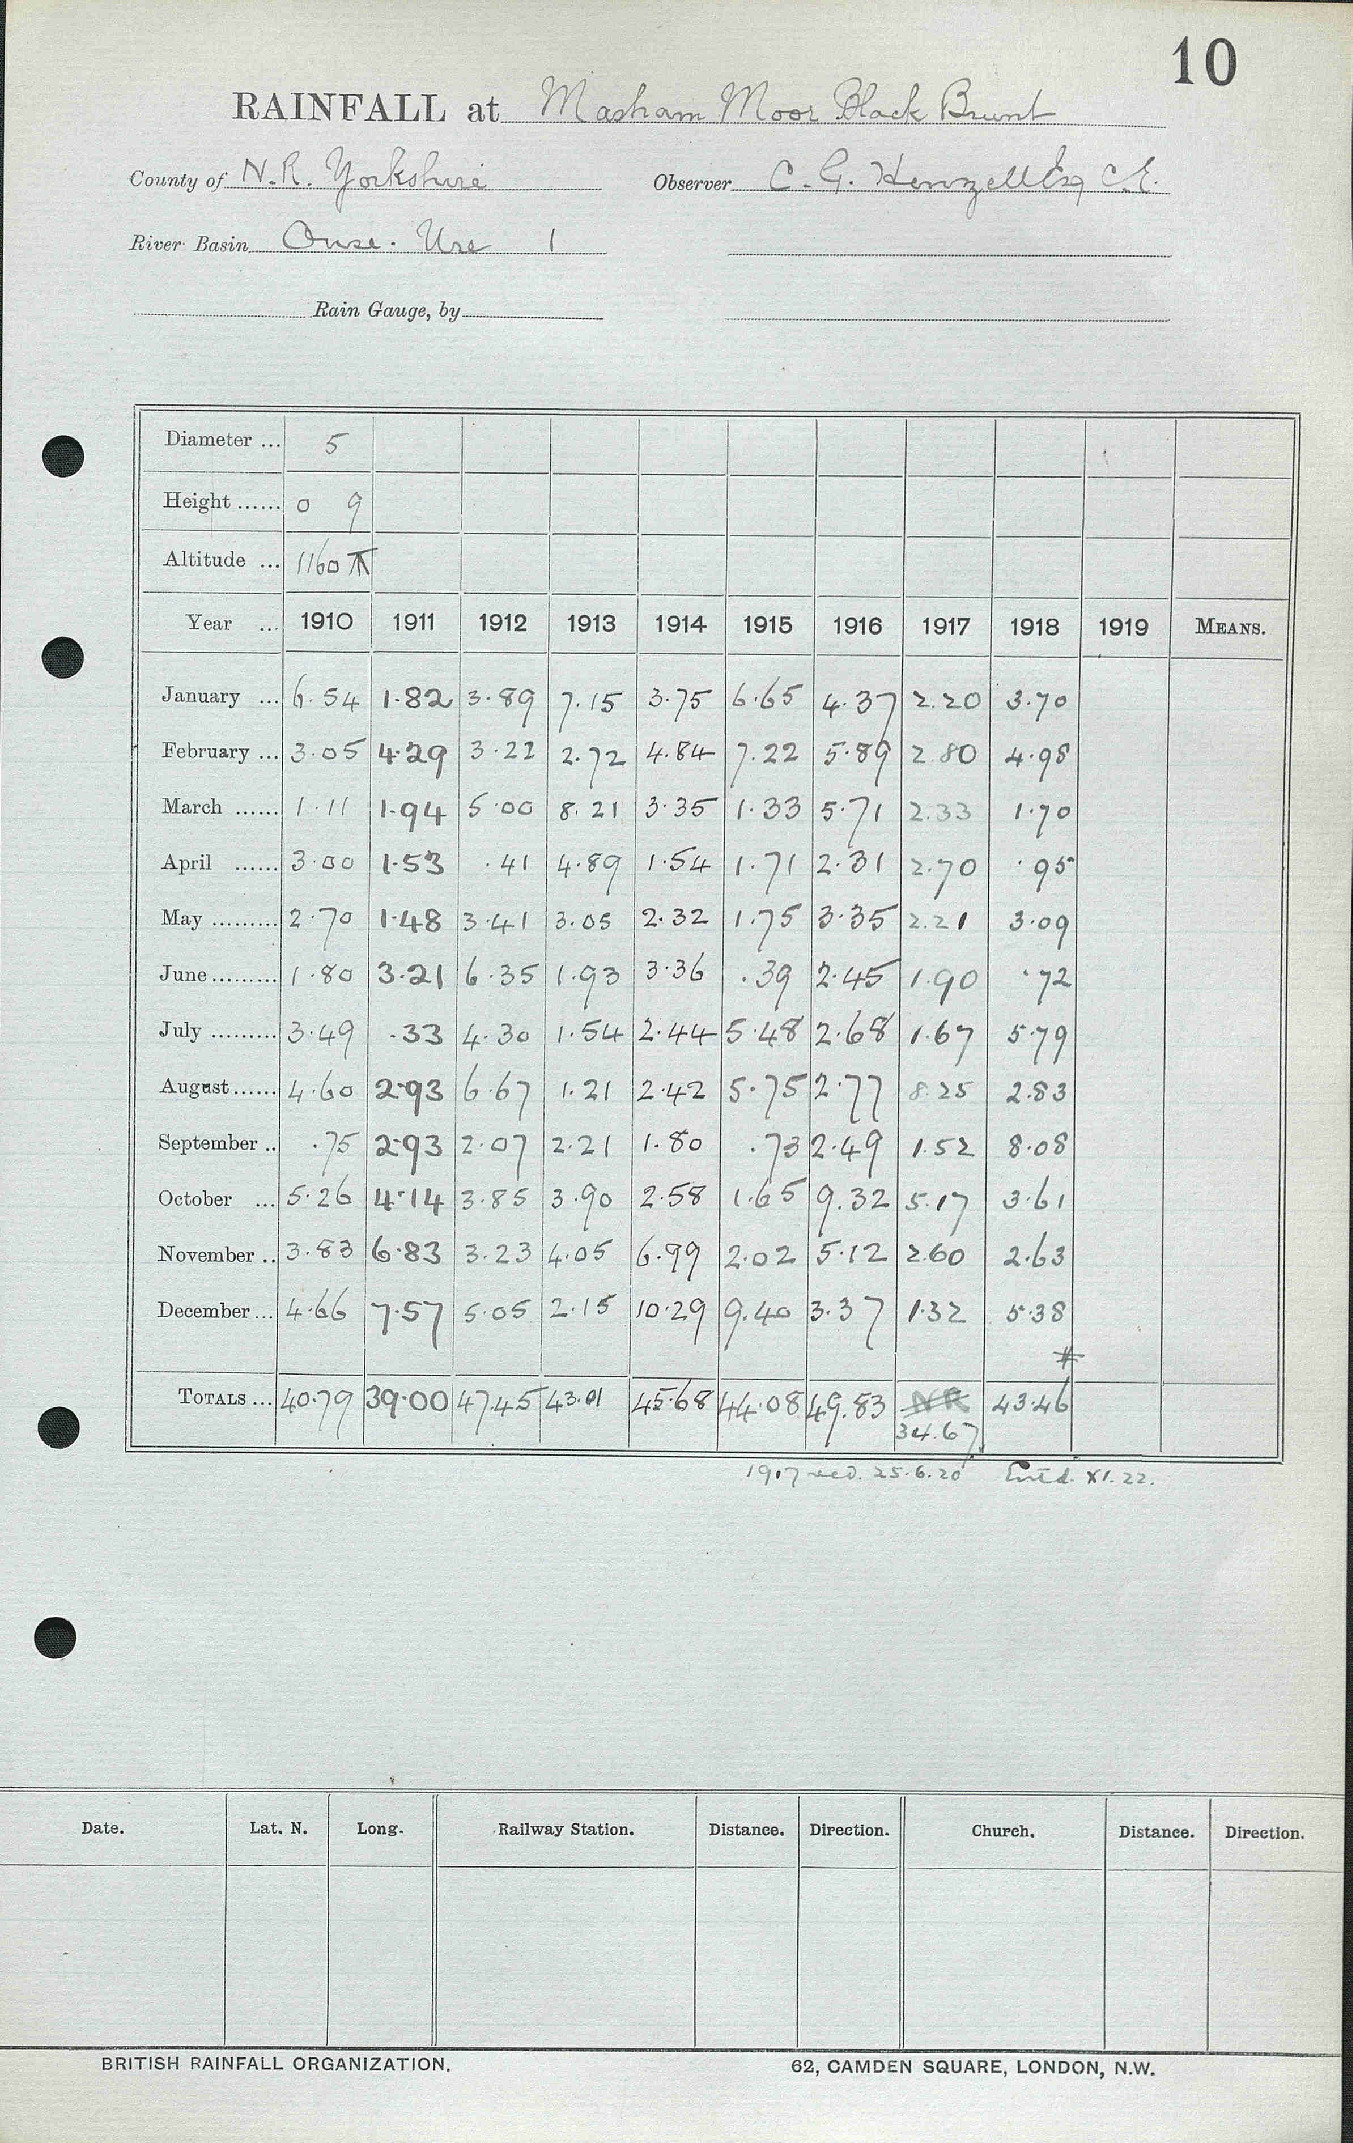 10
RAINFALL at Masham Moor Black Brunt
County of N.R. Yorkshire Observer C. G. Henzell Esq C.E.
River Basin Ouse. Ure 1
Rain Gauge, by
Diameter ... 5
Height ...... 0 9
Altitude ... 1160
Year ... 1910 1911 1912 1913 1914 1915 1916 1917 1918 1919 MEANS.
January ... 6.54 1.82 3.89 7.15 3.75 6.65 4.37 2.20 3.70
February ... 3.05 4.29 3.22 2.72 4.84 7.22 5.89 2.80 4.98
March ...... 1.11 1.94 5.00 8.21 3.35 1.33 5.71 2.33 1.70
April ...... 3.00 1.53 .41 4.89 1.54 1.71 2.31 2.70 .95
May ......... 2.70 1.48 3.41 3.05 2.32 1.75 3.35 2.21 3.09
June ......... 1.80 3.21 6.35 1.93 3.36 .39 2.45 1.90 .72
July ......... 3.49 .33 4.30 1.54 2.44 5.48 2.68 1.67 5.79
August ...... 4.60 2.93 6.67 1.21 2.42 5.75 2.77 8.25 2.83
September .. .75 2.93 2.07 2.21 1.80 .73 2.49 1.52 8.08
October ... 5.26 4.14 3.85 3.90 2.58 1.65 9.32 5.17 3.61
November .. 3.83 6.83 3.23 4.05 6.99 2.02 5.12 2.60 2.63
December ... 4.66 7.57 5.05 2.15 10.29 9.40 3.37 1.32 5.38
#
TOTALS ... 40.79 39.00 47.45 43.01 45.68 44.08 49.83 NR 43.46
34.67
1917 recd. 25.6.20 Entd. XI.22.
Date. Lat. N. Long. Railway Station. Distance. Direction. Church. Distance. Direction.
BRITISH RAINFALL ORGANIZATION. 62, CAMDEN SQUARE, LONDON, N.W.